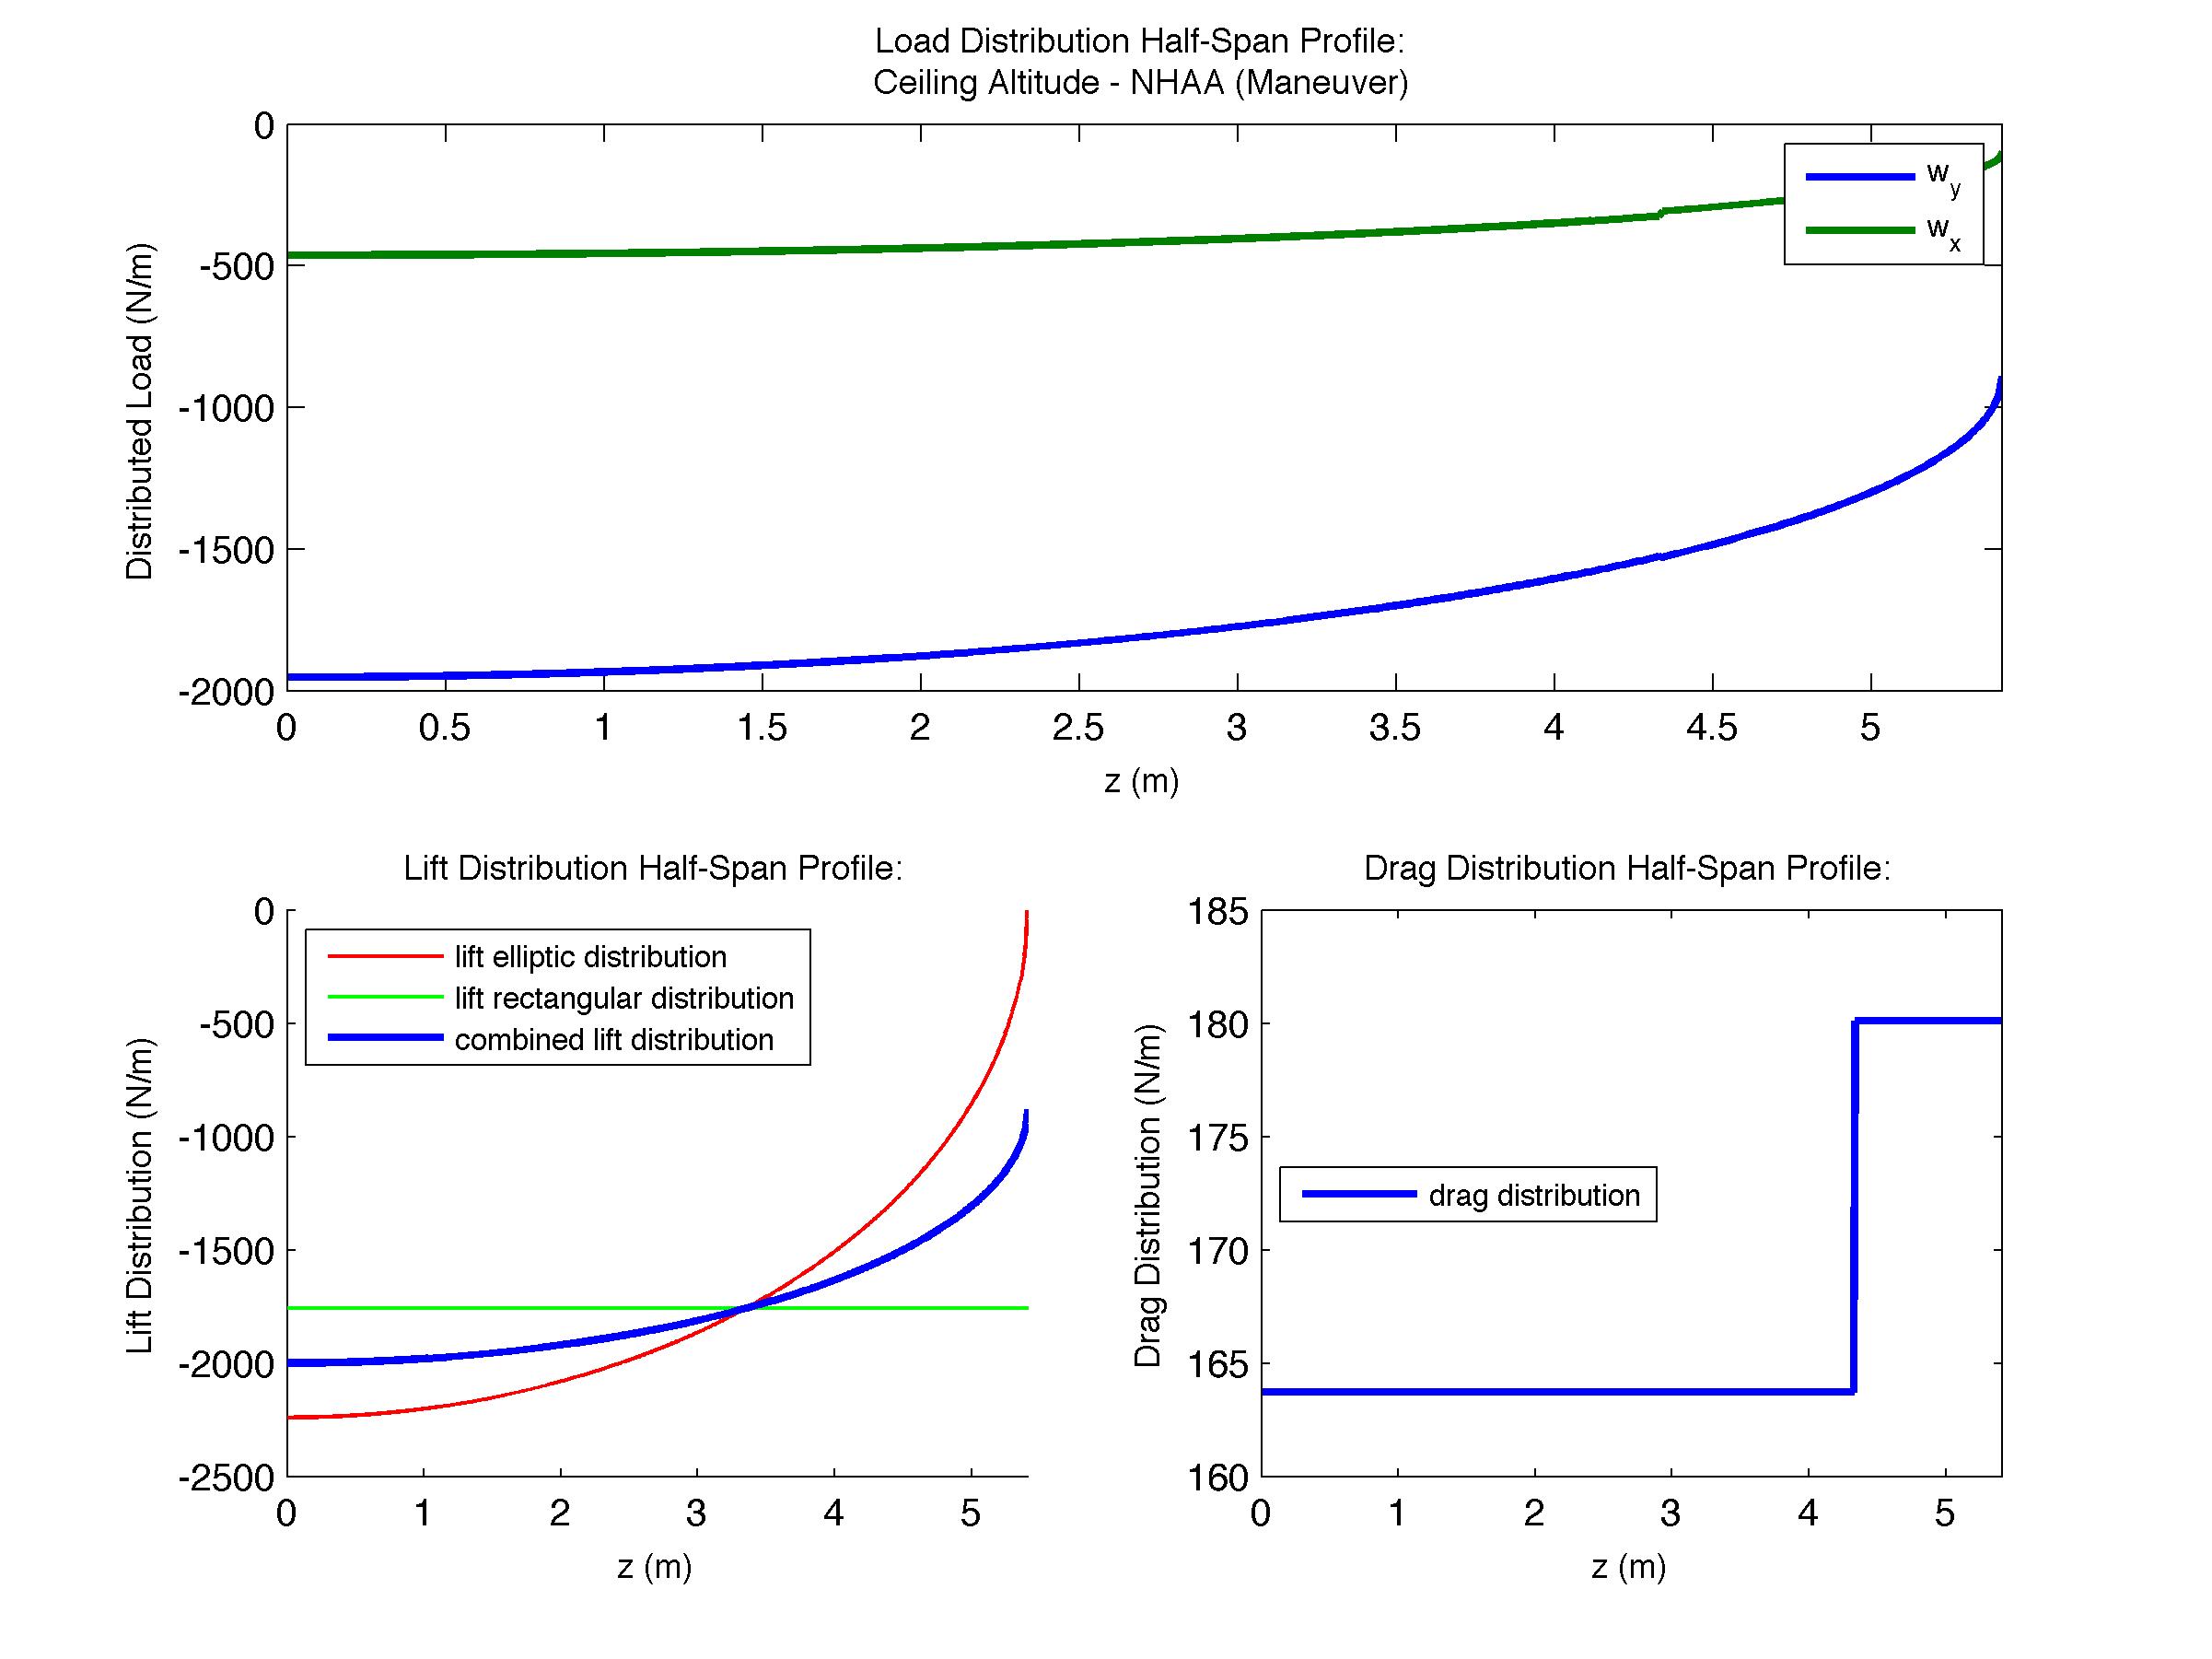 Load Distribution Half-Span Profile:
Ceiling Altitude - NHAA (Maneuver)
Distributed Load (N/m)
0
-500
-1000
-1500
-2000
w_y
w_x
0 0.5 1 1.5 2 2.5 3 3.5 4 4.5 5
z (m)
Lift Distribution Half-Span Profile:
Lift Distribution (N/m)
0
-500
-1000
-1500
-2000
-2500
lift elliptic distribution
lift rectangular distribution
combined lift distribution
0 1 2 3 4 5
z (m)
Drag Distribution Half-Span Profile:
Drag Distribution (N/m)
185
180
175
170
165
160
drag distribution
0 1 2 3 4 5
z (m)